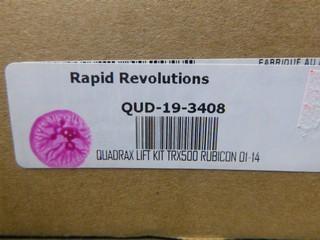 FABRIQUE AU
Rapid Revolutions
QUD-19-3408
QUADRAX LIFT KIT TRX500 RUBICON 01-14